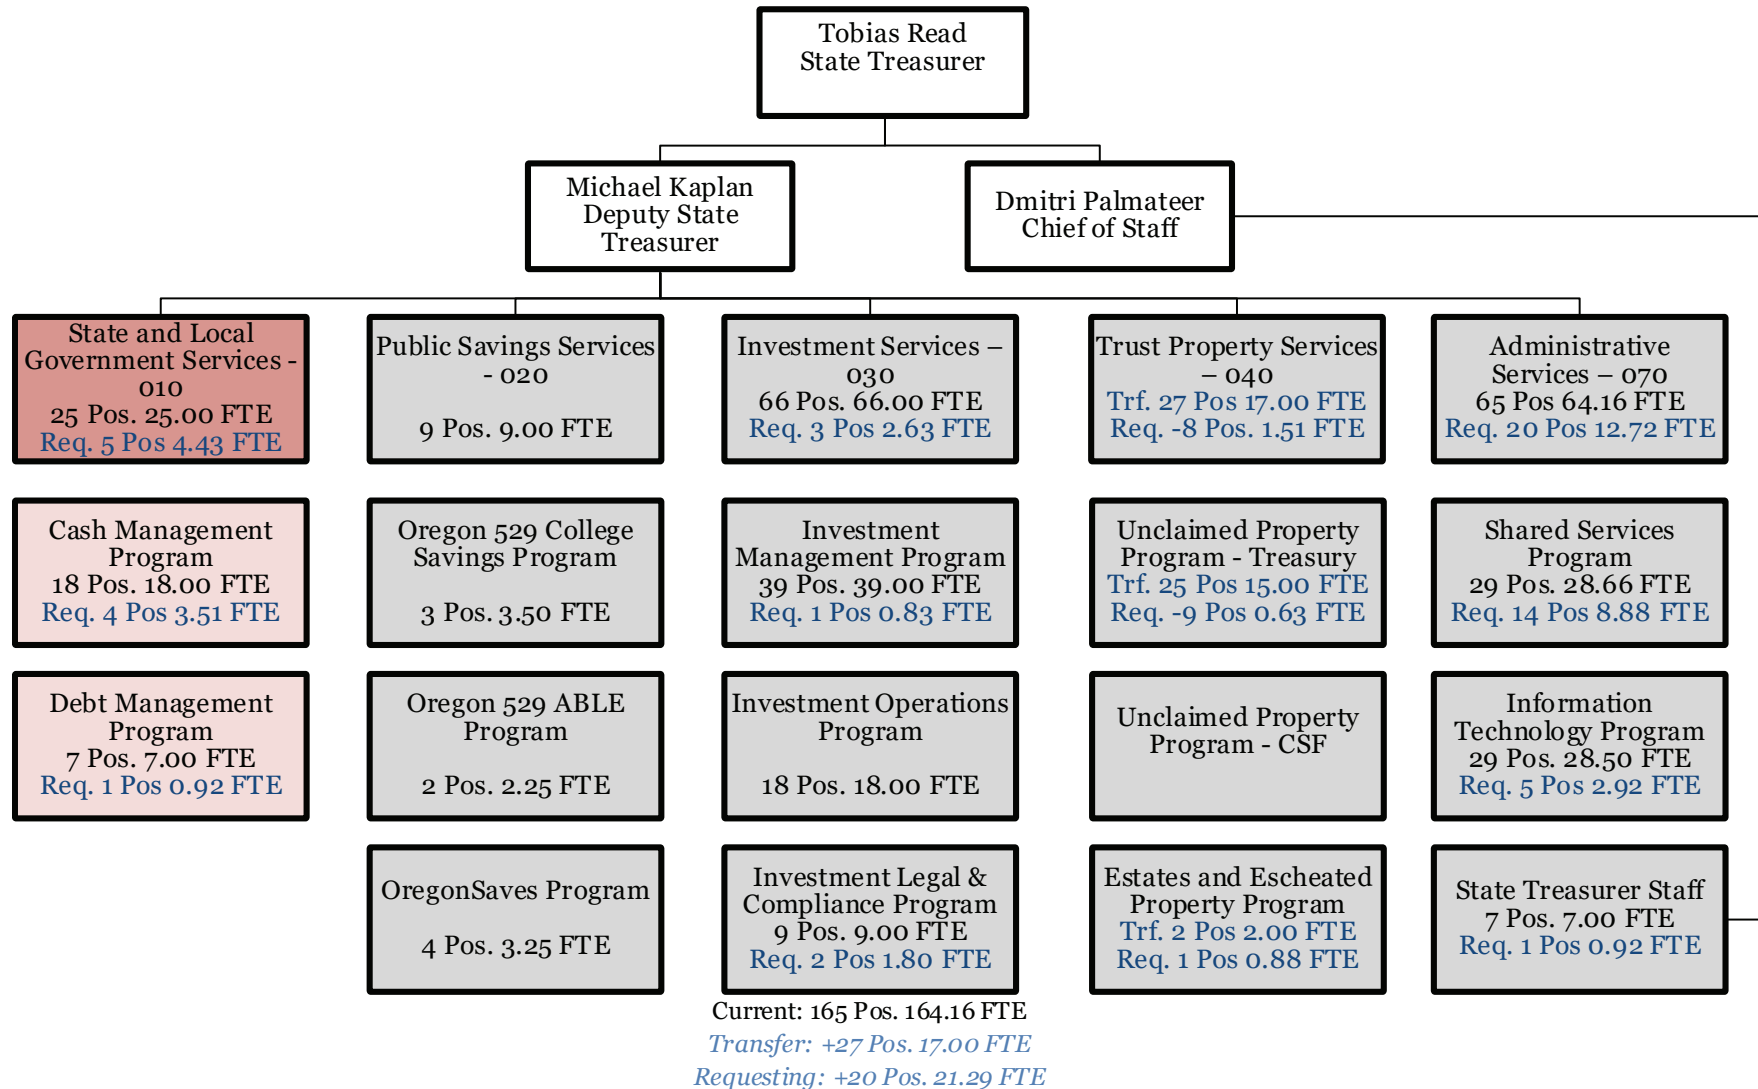 Tobias Read
State Treasurer
Michael Kaplan
Deputy State
Treasurer
Dmitri Palmateer
Chief of Staff
State and Local
Government Services -
010
25 Pos. 25.00 FTE
Req. 5 Pos 4.43 FTE
Public Savings Services
- 020
9 Pos. 9.00 FTE
Investment Services –
030
66 Pos. 66.00 FTE
Req. 3 Pos 2.63 FTE
Trust Property Services
– 040
Trf. 27 Pos 17.00 FTE
Req. -8 Pos. 1.51 FTE
Administrative
Services – 070
65 Pos 64.16 FTE
Req. 20 Pos 12.72 FTE
Cash Management
Program
18 Pos. 18.00 FTE
Req. 4 Pos 3.51 FTE
Oregon 529 College
Savings Program
3 Pos. 3.50 FTE
Investment
Management Program
39 Pos. 39.00 FTE
Req. 1 Pos 0.83 FTE
Unclaimed Property
Program - Treasury
Trf. 25 Pos 15.00 FTE
Req. -9 Pos 0.63 FTE
Shared Services
Program
29 Pos. 28.66 FTE
Req. 14 Pos 8.88 FTE
Debt Management
Program
7 Pos. 7.00 FTE
Req. 1 Pos 0.92 FTE
Oregon 529 ABLE
Program
2 Pos. 2.25 FTE
Investment Operations
Program
18 Pos. 18.00 FTE
Unclaimed Property
Program - CSF
Information
Technology Program
29 Pos. 28.50 FTE
Req. 5 Pos 2.92 FTE
OregonSaves Program
4 Pos. 3.25 FTE
Investment Legal &
Compliance Program
9 Pos. 9.00 FTE
Req. 2 Pos 1.80 FTE
Estates and Escheated
Property Program
Trf. 2 Pos 2.00 FTE
Req. 1 Pos 0.88 FTE
State Treasurer Staff
7 Pos. 7.00 FTE
Req. 1 Pos 0.92 FTE
Current: 165 Pos. 164.16 FTE
Transfer: +27 Pos. 17.00 FTE
Requesting: +20 Pos. 21.29 FTE